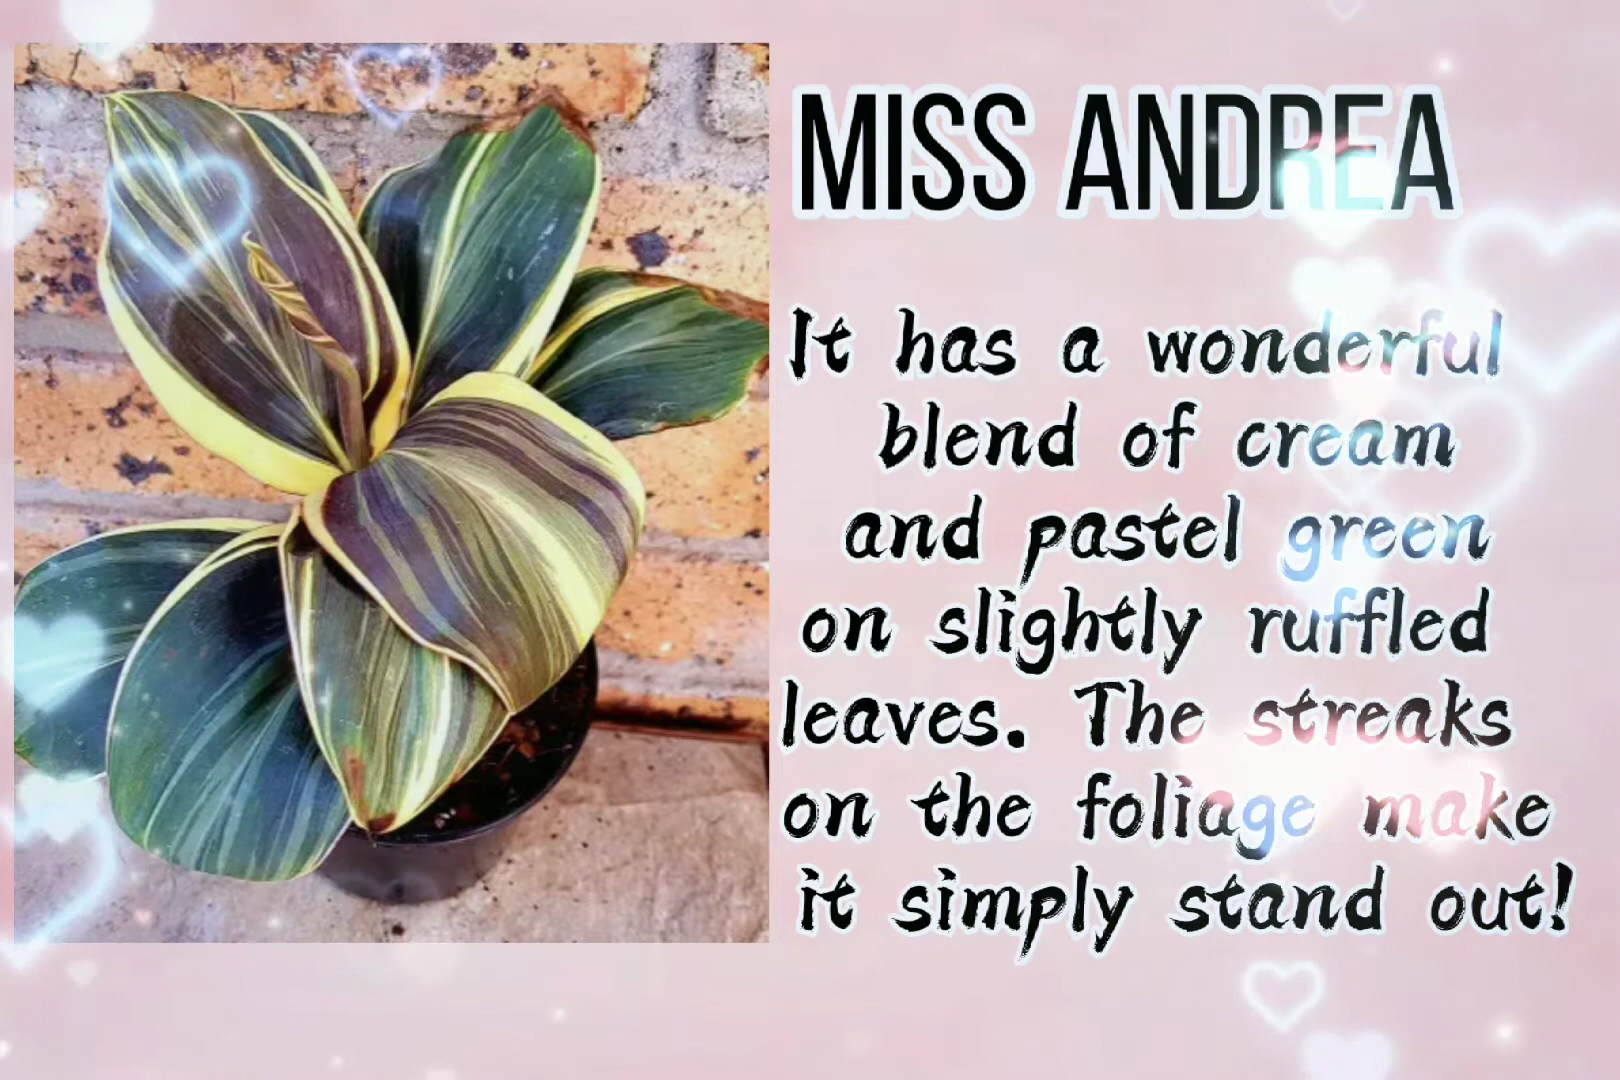 MISS ANDREA
It has a wonderful
blend of cream
and pastel green
on slightly ruffled
leaves. The streaks
on the foliage make
it simply stand out!